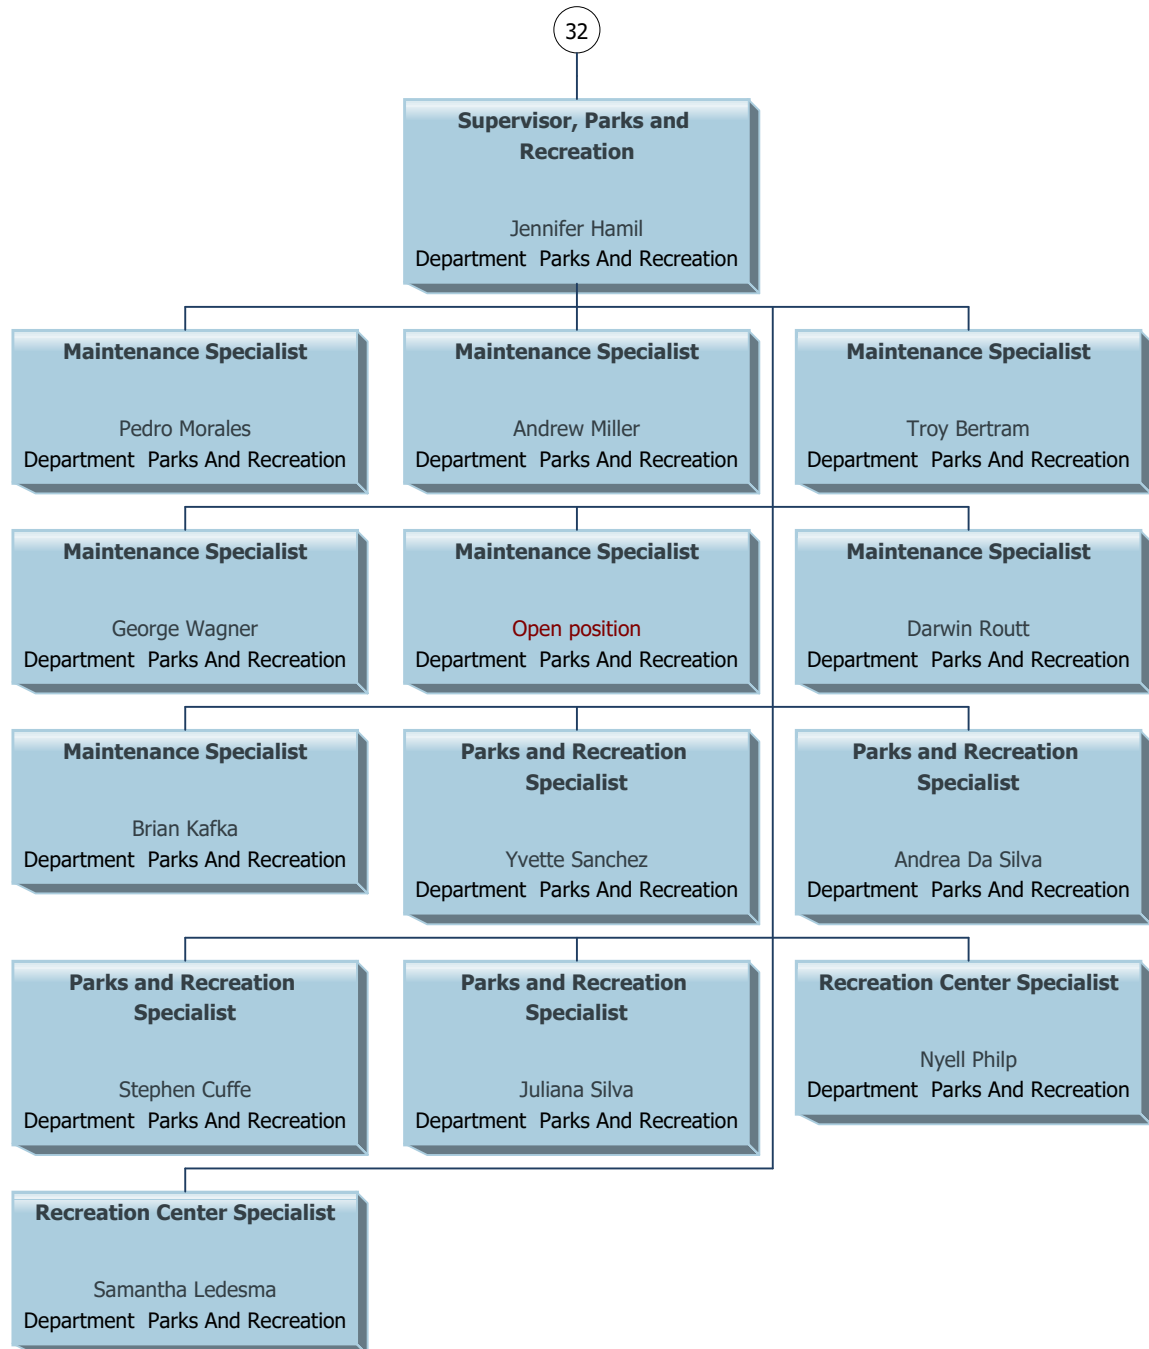 32
Supervisor, Parks and
Recreation
Jennifer Hamil
Department Parks And Recreation
Maintenance Specialist
Pedro Morales
Department Parks And Recreation
Maintenance Specialist
Andrew Miller
Department Parks And Recreation
Maintenance Specialist
Troy Bertram
Department Parks And Recreation
Maintenance Specialist
George Wagner
Department Parks And Recreation
Maintenance Specialist
Open position
Department Parks And Recreation
Maintenance Specialist
Darwin Routt
Department Parks And Recreation
Maintenance Specialist
Brian Kafka
Department Parks And Recreation
Parks and Recreation
Specialist
Yvette Sanchez
Department Parks And Recreation
Parks and Recreation
Specialist
Andrea Da Silva
Department Parks And Recreation
Parks and Recreation
Specialist
Stephen Cuffe
Department Parks And Recreation
Parks and Recreation
Specialist
Juliana Silva
Department Parks And Recreation
Recreation Center Specialist
Nyell Philp
Department Parks And Recreation
Recreation Center Specialist
Samantha Ledesma
Department Parks And Recreation